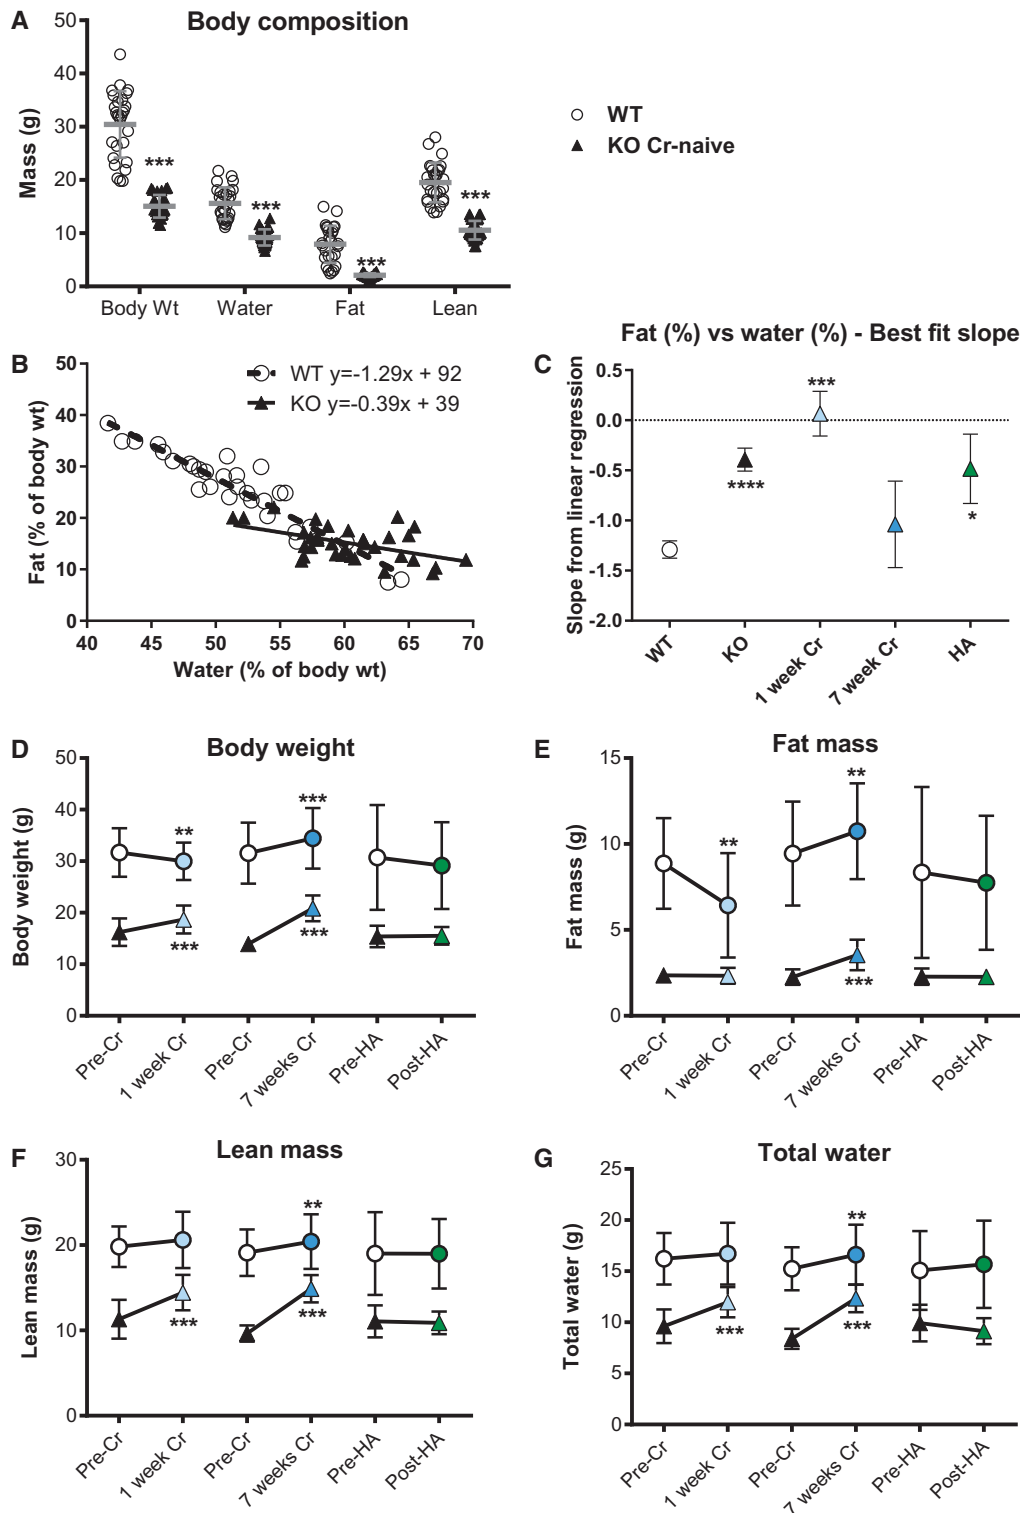 A
Body composition
Mass (g)
50
40
30
20
10
0
***
***
***
***
Body Wt
Water
Fat
Lean
WT
KO Cr-naive
B
Fat (% of body wt)
50
40
30
20
10
0
WT y=-1.29x + 92
KO y=-0.39x + 39
40
45
50
55
60
65
70
Water (% of body wt)
Fat (%) vs water (%) - Best fit slope
C
Slope from linear regression
0.5
0.0
-0.5
-1.0
-1.5
-2.0
****
***
*
WT
KO
1 week Cr
7 week Cr
HA
D
Body weight
Body weight (g)
50
40
30
20
10
0
**
***
***
***
Pre-Cr
1 week Cr
Pre-Cr
7 weeks Cr
Pre-HA
Post-HA
E
Fat mass
Fat mass (g)
15
10
5
0
**
**
***
Pre-Cr
1 week Cr
Pre-Cr
7 weeks Cr
Pre-HA
Post-HA
F
Lean mass
Lean mass (g)
30
20
10
0
***
**
***
Pre-Cr
1 week Cr
Pre-Cr
7 weeks Cr
Pre-HA
Post-HA
G
Total water
Total water (g)
25
20
15
10
5
0
***
**
***
Pre-Cr
1 week Cr
Pre-Cr
7 weeks Cr
Pre-HA
Post-HA